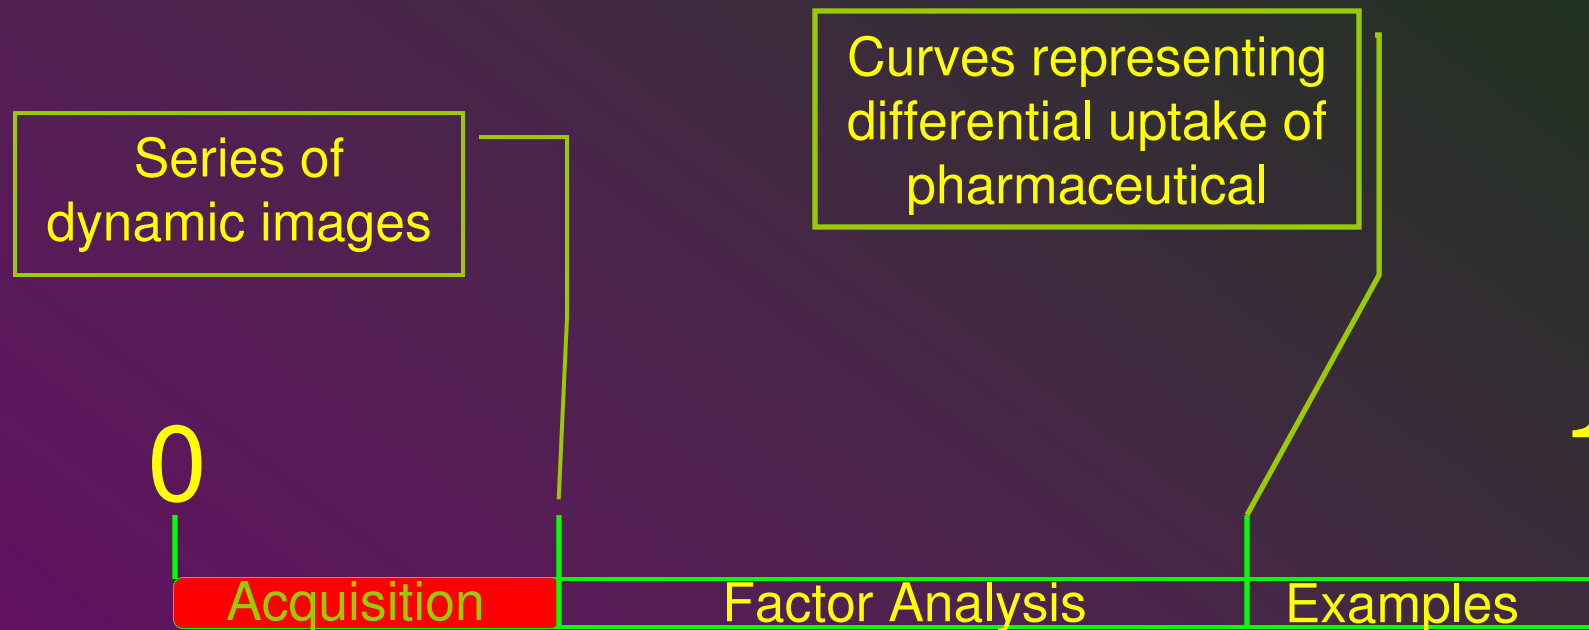 Curves representing
differential uptake of
pharmaceutical
Series of
dynamic images
0
Acquisition
Factor Analysis
Examples